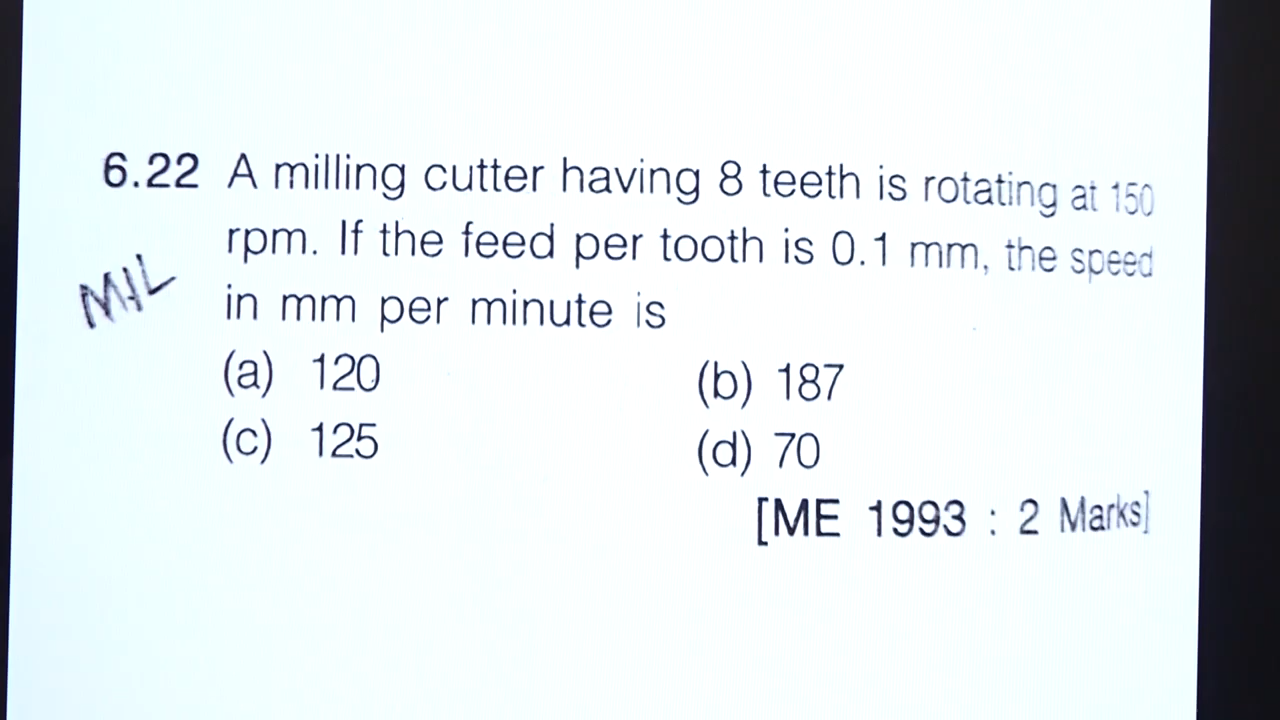 6.22 A milling cutter having 8 teeth is rotating at 150
rpm. If the feed per tooth is 0.1 mm, the speed
MIL
in mm per minute is
(a) 120 (b) 187
(c) 125 (d) 70
[ME 1993 : 2 Marks]